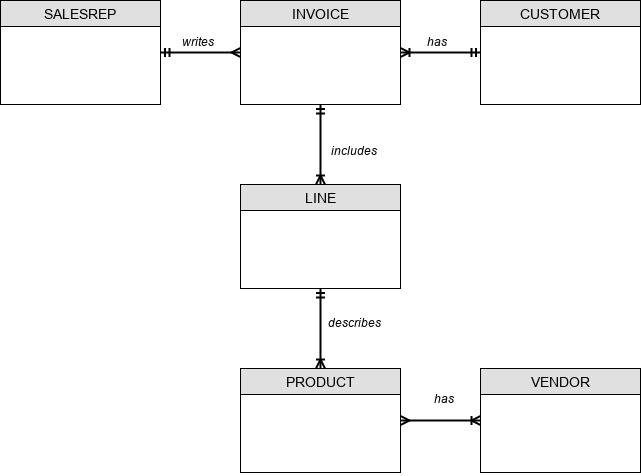 SALESREP
writes
INVOICE
has
CUSTOMER
includes
LINE
describes
PRODUCT
has
VENDOR